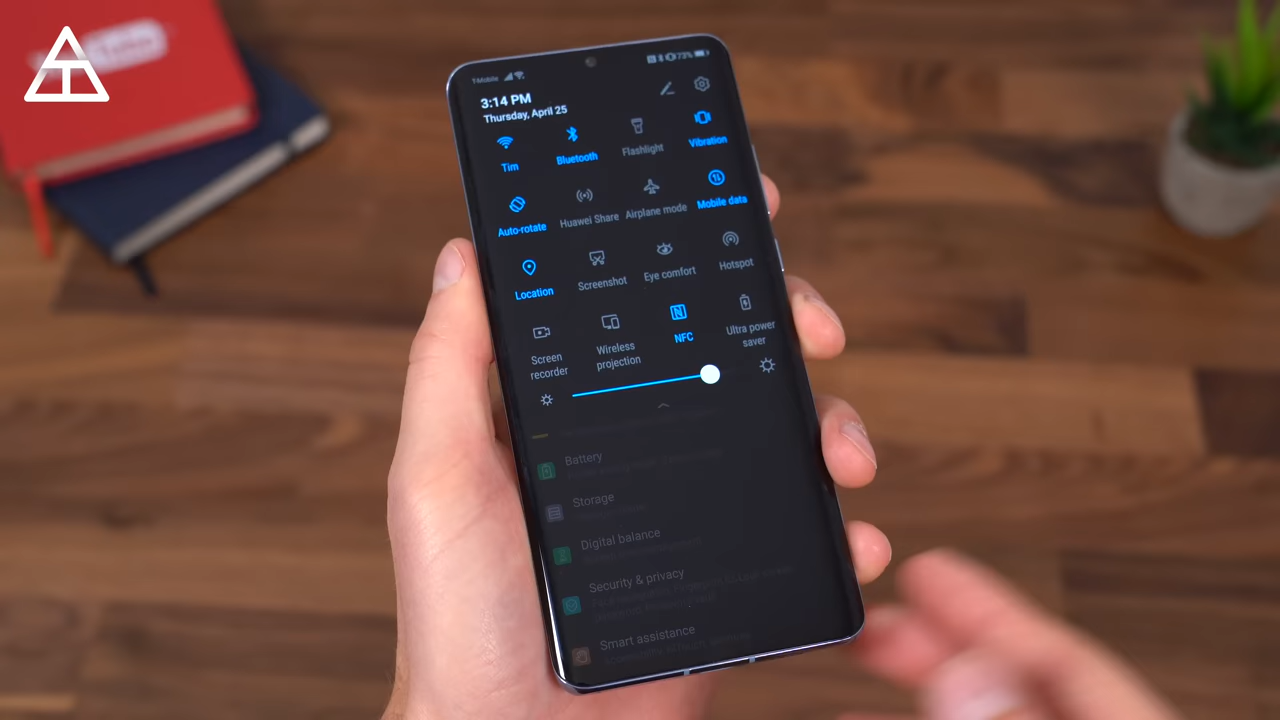 T-Mobile 73%
3:14 PM
Thursday, April 25
Tim Bluetooth Flashlight Vibration
Auto-rotate Huawei Share Airplane mode Mobile data
Location Screenshot Eye comfort Hotspot
Screen recorder Wireless projection NFC Ultra power saver
Battery
Storage
Digital balance
Security & privacy
Smart assistance